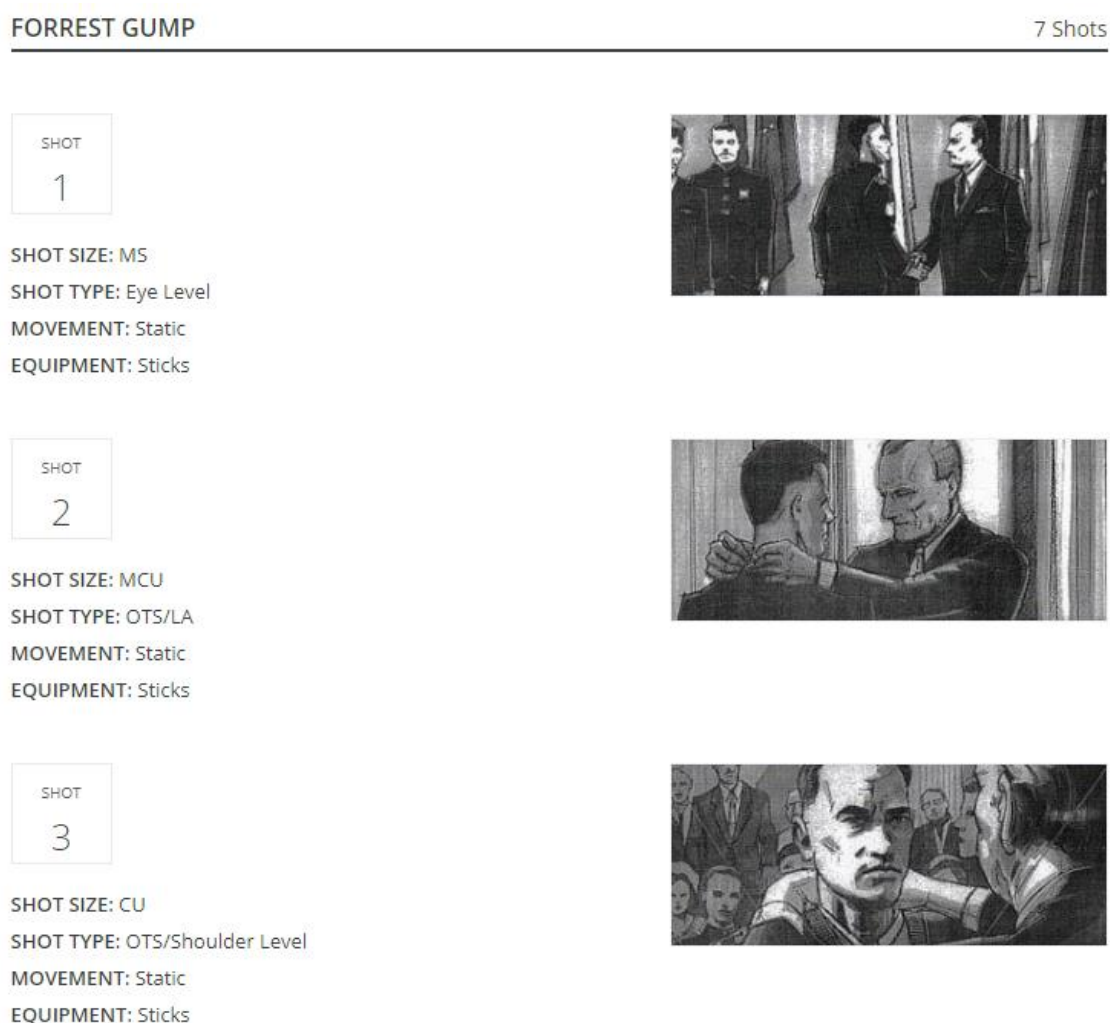 FORREST GUMP 7 Shots
SHOT
1
SHOT SIZE: MS
SHOT TYPE: Eye Level
MOVEMENT: Static
EQUIPMENT: Sticks
SHOT
2
SHOT SIZE: MCU
SHOT TYPE: OTS/LA
MOVEMENT: Static
EQUIPMENT: Sticks
SHOT
3
SHOT SIZE: CU
SHOT TYPE: OTS/Shoulder Level
MOVEMENT: Static
EQUIPMENT: Sticks